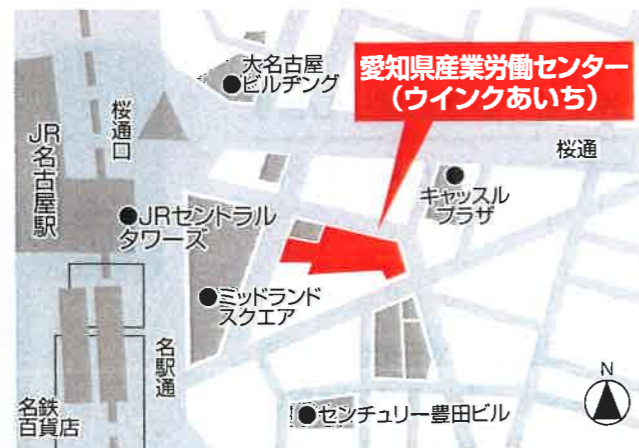 大名古屋
ビルヂング
愛知県産業労働センター
（ウインクあいち）
桜通口
JR名古屋駅
桜通
キャッスル
プラザ
JRセントラル
タワーズ
ミッドランド
スクエア
名駅通
名鉄
百貨店
センチュリー豊田ビル
N